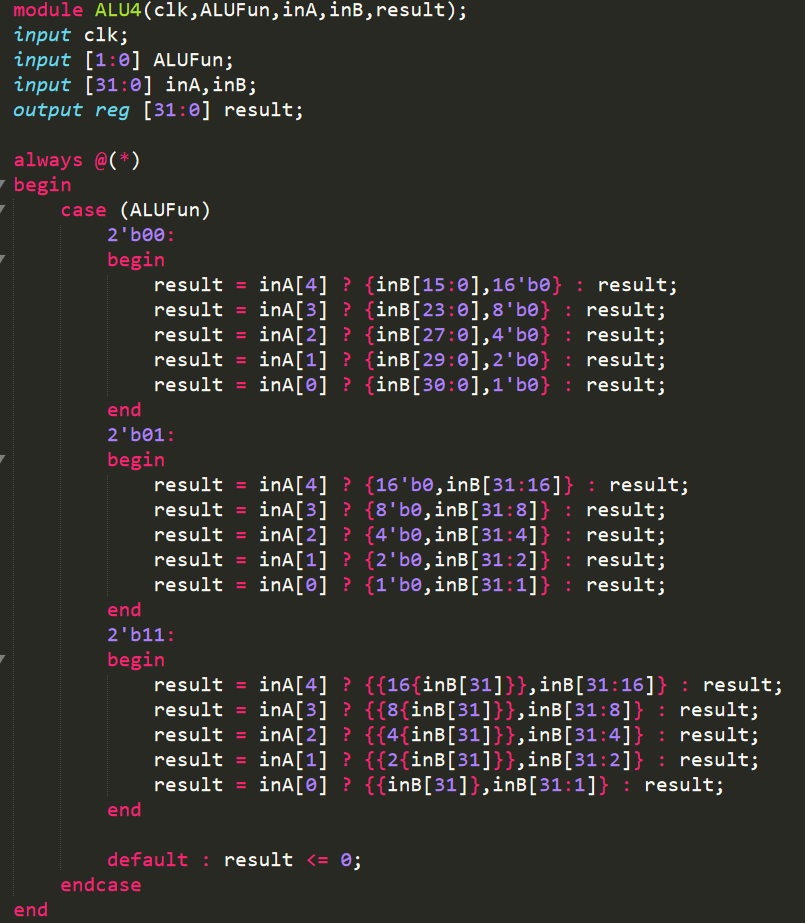 module ALU4(clk,ALUFun,inA,inB,result);
input clk;
input [1:0] ALUFun;
input [31:0] inA,inB;
output reg [31:0] result;

always @(*)
begin
    case (ALUFun)
        2'b00:
        begin
            result = inA[4] ? {inB[15:0],16'b0} : result;
            result = inA[3] ? {inB[23:0],8'b0} : result;
            result = inA[2] ? {inB[27:0],4'b0} : result;
            result = inA[1] ? {inB[29:0],2'b0} : result;
            result = inA[0] ? {inB[30:0],1'b0} : result;
        end
        2'b01:
        begin
            result = inA[4] ? {16'b0,inB[31:16]} : result;
            result = inA[3] ? {8'b0,inB[31:8]} : result;
            result = inA[2] ? {4'b0,inB[31:4]} : result;
            result = inA[1] ? {2'b0,inB[31:2]} : result;
            result = inA[0] ? {1'b0,inB[31:1]} : result;
        end
        2'b11:
        begin
            result = inA[4] ? {{16{inB[31]}},inB[31:16]} : result;
            result = inA[3] ? {{8{inB[31]}},inB[31:8]} : result;
            result = inA[2] ? {{4{inB[31]}},inB[31:4]} : result;
            result = inA[1] ? {{2{inB[31]}},inB[31:2]} : result;
            result = inA[0] ? {{inB[31]},inB[31:1]} : result;
        end

        default : result <= 0;
    endcase
end